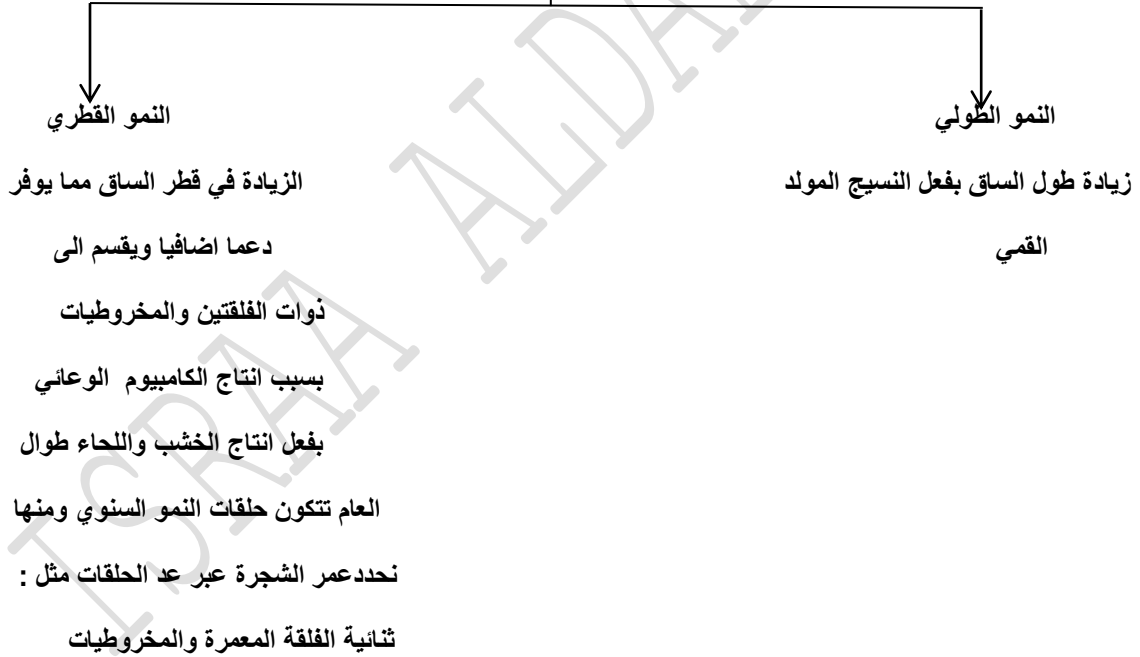 النمو الطولي
زيادة طول الساق بفعل النسيج المولد
القمي
النمو القطري
الزيادة في قطر الساق مما يوفر
دعما اضافيا ويقسم الى
ذوات الفلقتين والمخروطيات
بسبب انتاج الكامبيوم الوعائي
بفعل انتاج الخشب واللحاء طوال
العام تتكون حلقات النمو السنوي ومنها
نحددعمر الشجرة عبر عد الحلقات مثل :
ثنائية الفلقة المعمرة والمخروطيات
ISRAA ALDA